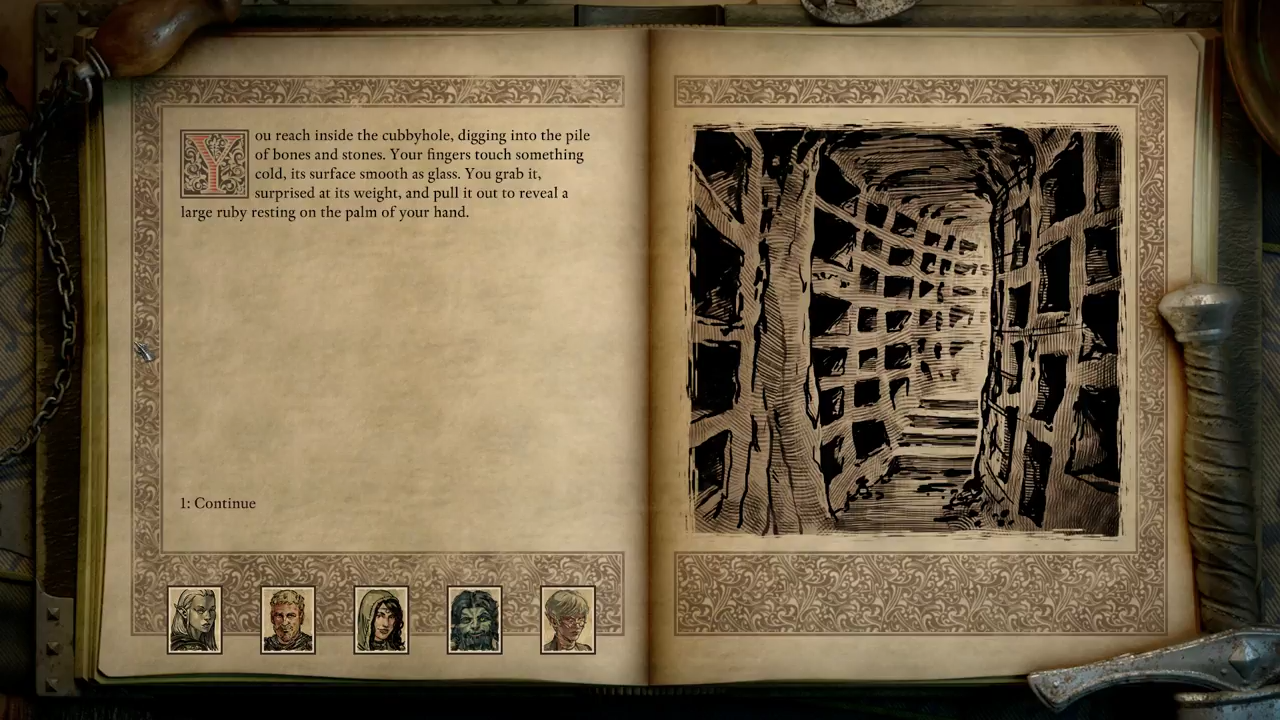 You reach inside the cubbyhole, digging into the pile
of bones and stones. Your fingers touch something
cold, its surface smooth as glass. You grab it,
surprised at its weight, and pull it out to reveal a
large ruby resting on the palm of your hand.
1: Continue